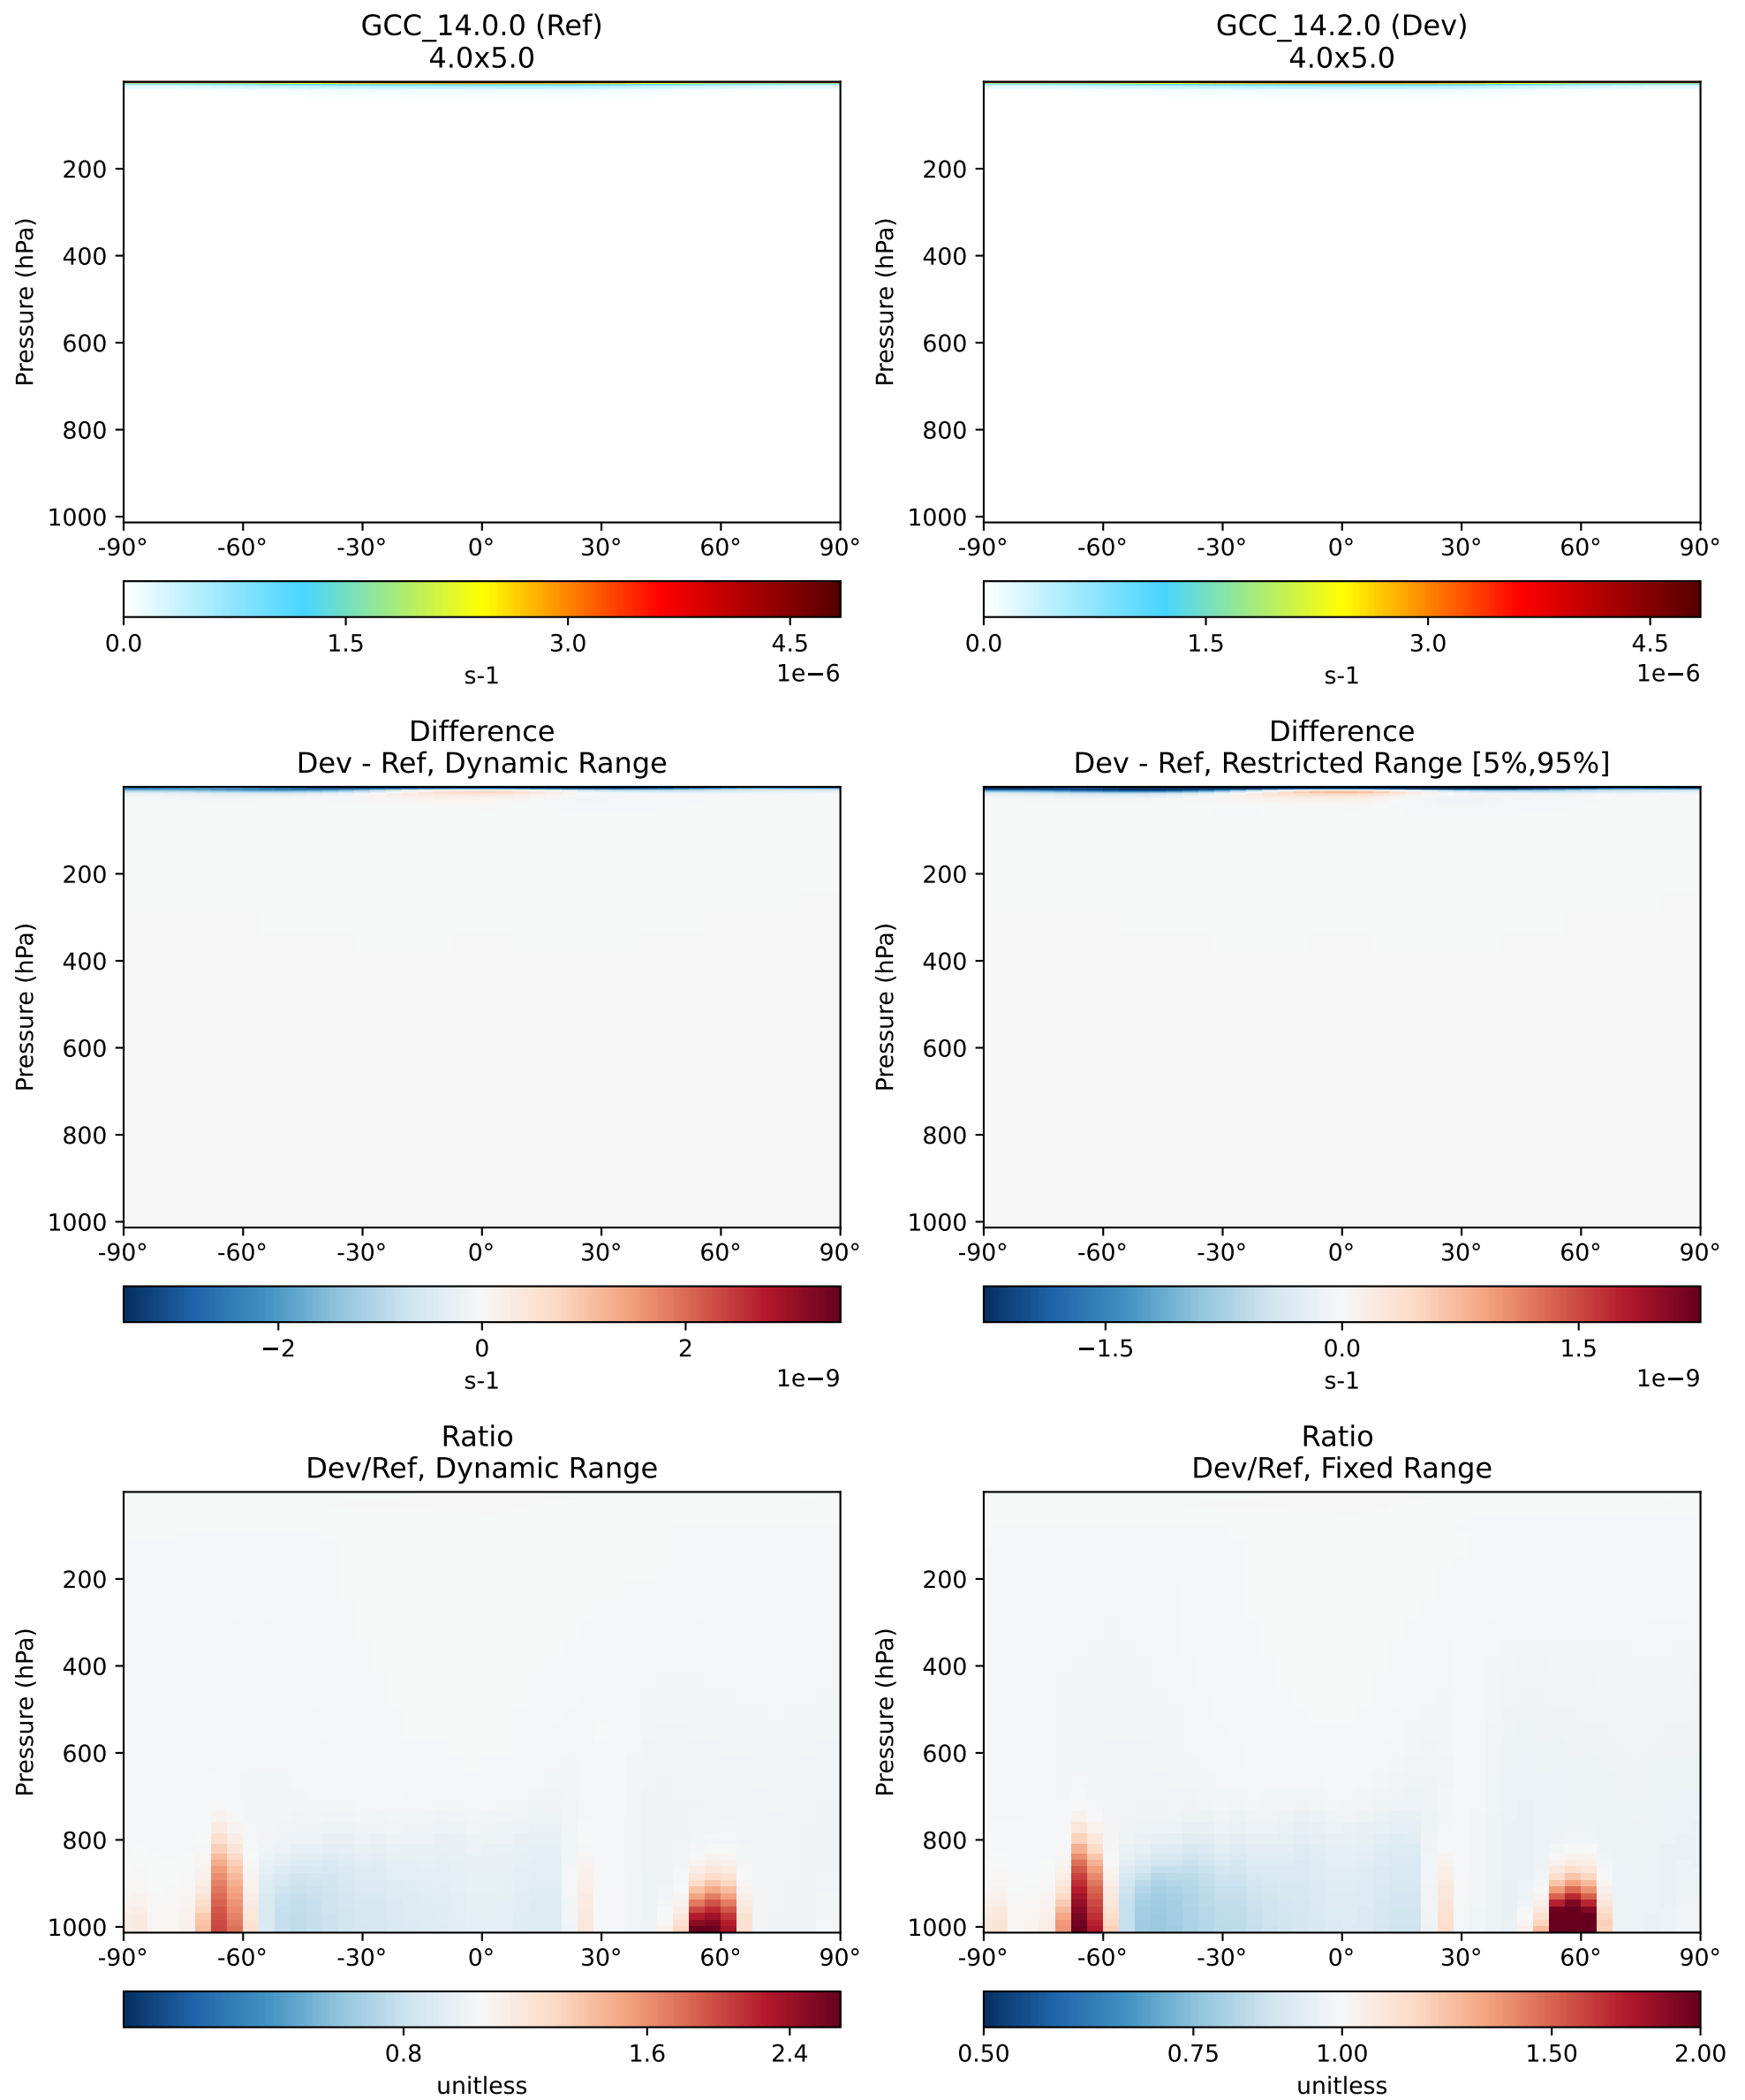 GCC_14.0.0 (Ref)
4.0x5.0
Pressure (hPa)
200
400
600
800
1000
-90° -60° -30° 0° 30° 60° 90°
0.0 1.5 3.0 4.5
s-1 1e−6
GCC_14.2.0 (Dev)
4.0x5.0
Pressure (hPa)
200
400
600
800
1000
-90° -60° -30° 0° 30° 60° 90°
0.0 1.5 3.0 4.5
s-1 1e−6
Difference
Dev - Ref, Dynamic Range
Pressure (hPa)
200
400
600
800
1000
-90° -60° -30° 0° 30° 60° 90°
−2 0 2
s-1 1e−9
Difference
Dev - Ref, Restricted Range [5%,95%]
Pressure (hPa)
200
400
600
800
1000
-90° -60° -30° 0° 30° 60° 90°
−1.5 0.0 1.5
s-1 1e−9
Ratio
Dev/Ref, Dynamic Range
Pressure (hPa)
200
400
600
800
1000
-90° -60° -30° 0° 30° 60° 90°
0.8 1.6 2.4
unitless
Ratio
Dev/Ref, Fixed Range
Pressure (hPa)
200
400
600
800
1000
-90° -60° -30° 0° 30° 60° 90°
0.50 0.75 1.00 1.50 2.00
unitless